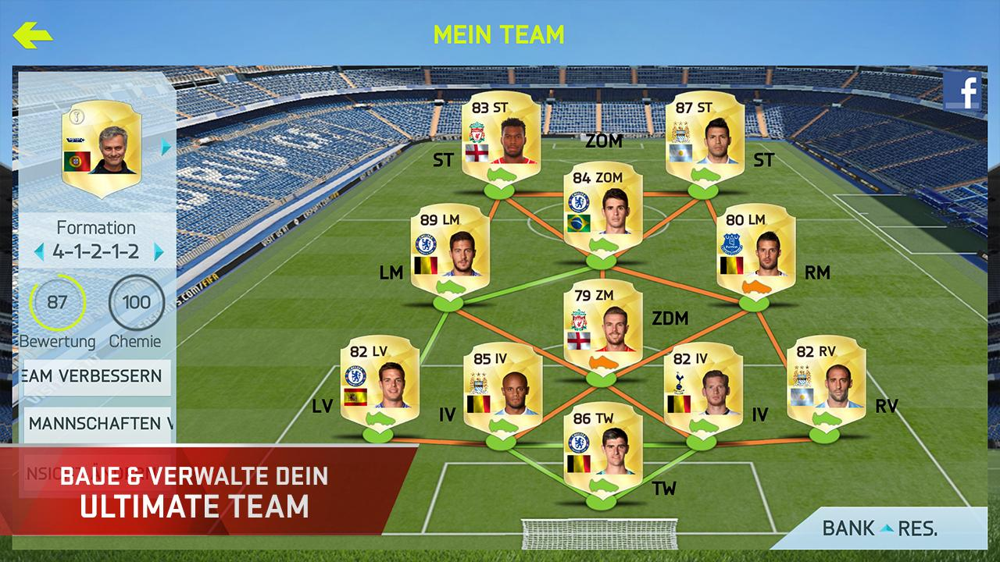 MEIN TEAM
Formation
4-1-2-1-2
87
100
Bewertung
Chemie
EAM VERBESSERN
MANNSCHAFTEN V
BAUE & VERWALTE DEIN
ULTIMATE TEAM
83 ST
ST
87 ST
ST
ZOM
84 ZOM
89 LM
LM
80 LM
RM
79 ZM
ZDM
82 LV
LV
85 IV
IV
82 IV
IV
82 RV
RV
86 TW
TW
BANK
RES.
f
S.COM/FIFA